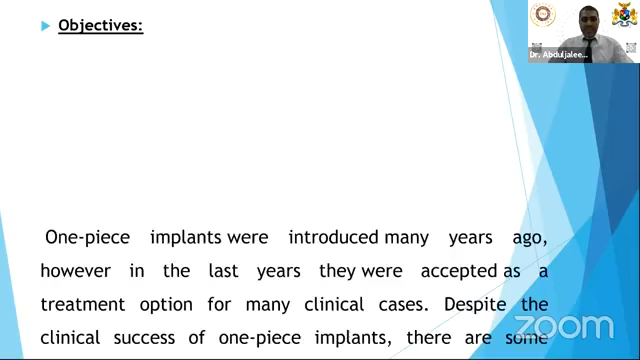 Objectives:
Dr. Abduljalee...
One-piece implants were introduced many years ago,
however in the last years they were accepted as a
treatment option for many clinical cases. Despite the
clinical success of one-piece implants, there are some
zoom